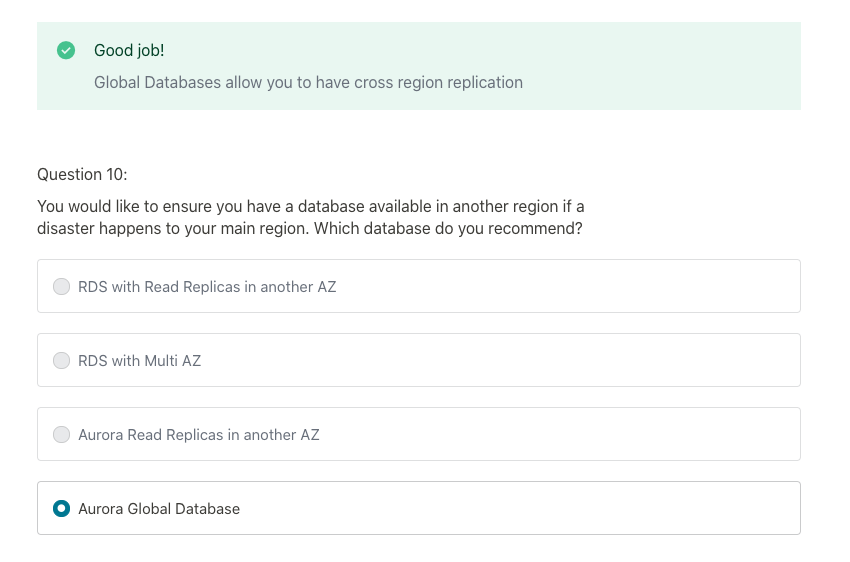 Good job!
Global Databases allow you to have cross region replication
Question 10:
You would like to ensure you have a database available in another region if a
disaster happens to your main region. Which database do you recommend?
RDS with Read Replicas in another AZ
RDS with Multi AZ
Aurora Read Replicas in another AZ
Aurora Global Database